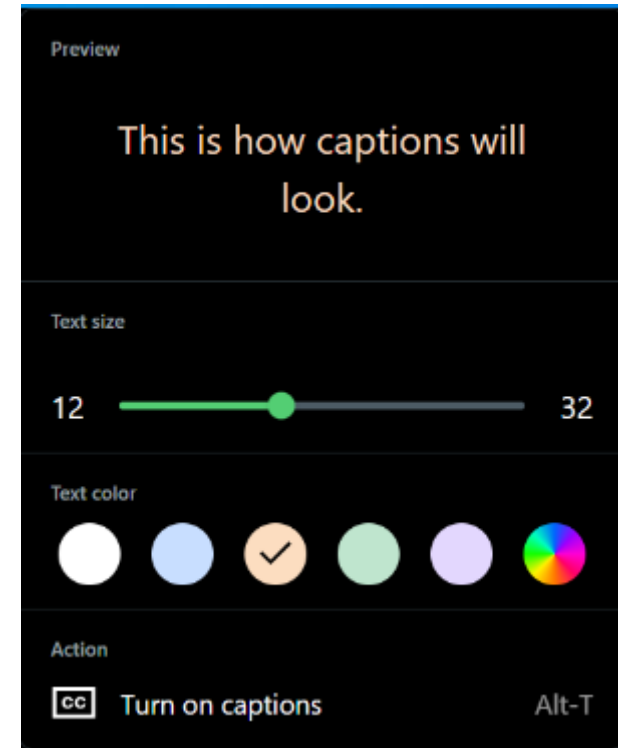 Preview
This is how captions will
look.
Text size
12 32
Text color
Action
CC Turn on captions Alt-T